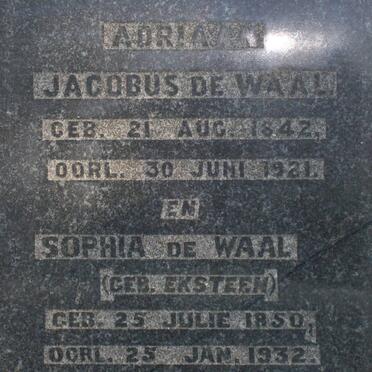 ADRIAAN
JACOBUS DE WAAL
GEB. 21 AUG. 1842.
OORL. 30 JUNI 1921.
EN
SOPHIA DE WAAL
(GEB. EKSTEEN)
GEB. 25 JULIE 1850,
OORL. 25 JAN. 1932.